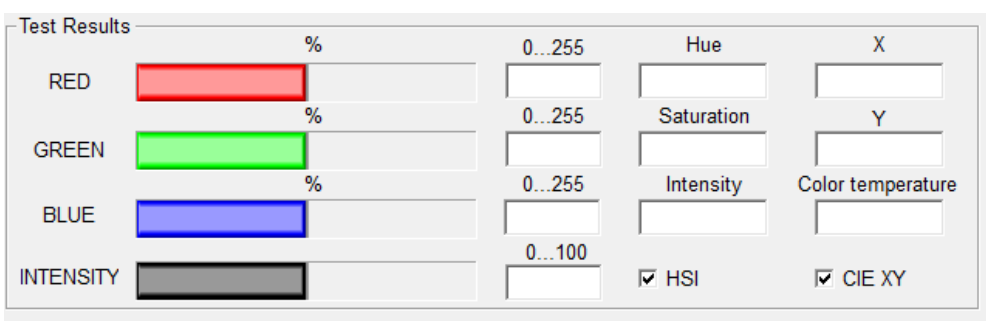 Test Results
% 0...255 Hue X
RED
% 0...255 Saturation Y
GREEN
% 0...255 Intensity Color temperature
BLUE
0...100
INTENSITY HSI CIE XY